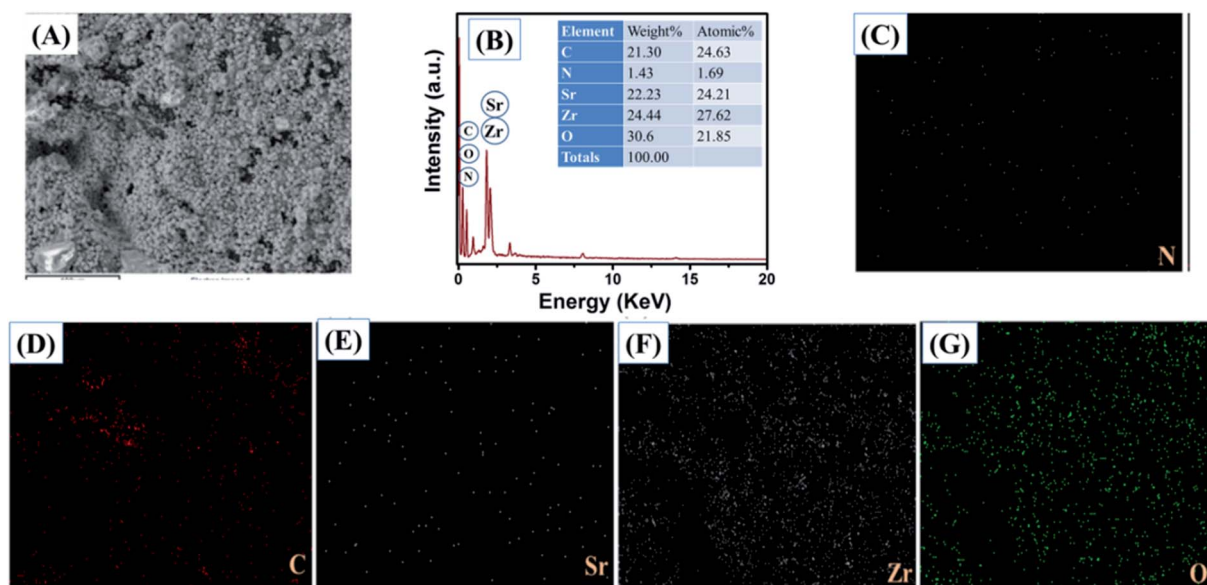 (A)
(B)
Intensity (a.u.)
C
O
N
Sr
Zr
Element Weight% Atomic%
C 21.30 24.63
N 1.43 1.69
Sr 22.23 24.21
Zr 24.44 27.62
O 30.6 21.85
Totals 100.00
0 5 10 15 20
Energy (KeV)
(C)
N
(D)
C
(E)
Sr
(F)
Zr
(G)
O